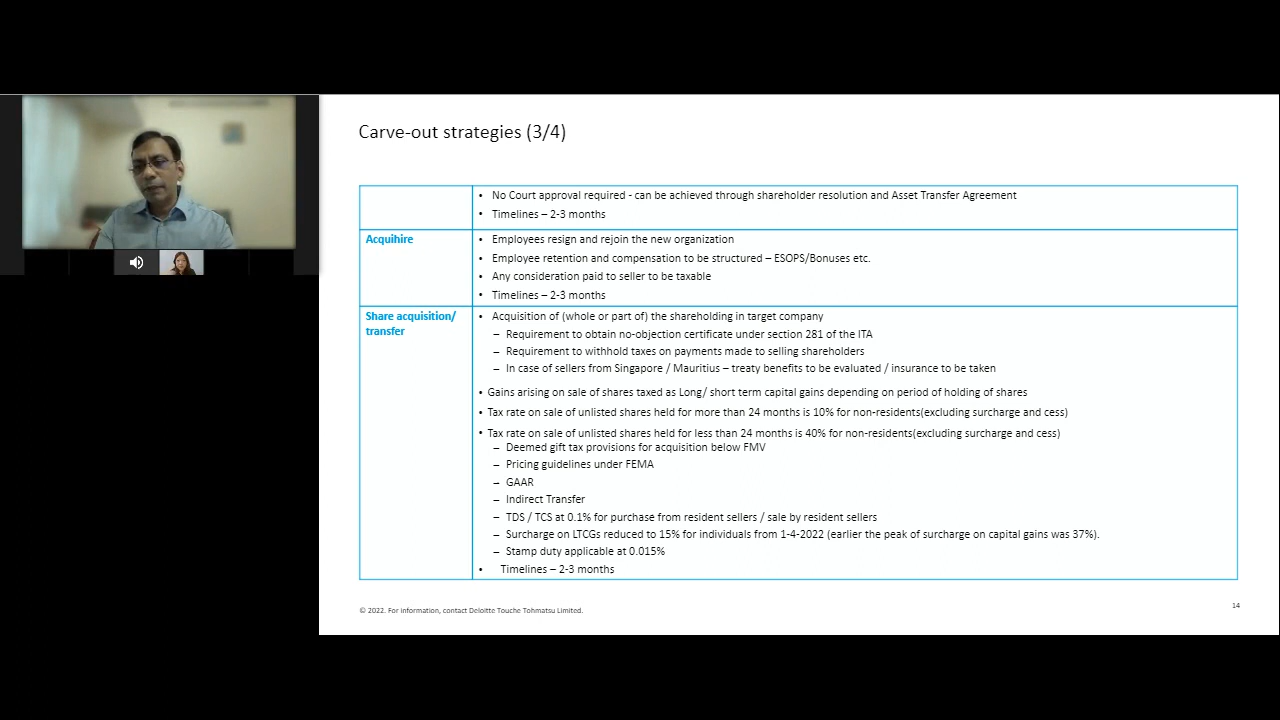 Carve-out strategies (3/4)
• No Court approval required - can be achieved through shareholder resolution and Asset Transfer Agreement
• Timelines – 2-3 months
Acquihire
• Employees resign and rejoin the new organization
• Employee retention and compensation to be structured – ESOPS/Bonuses etc.
• Any consideration paid to seller to be taxable
• Timelines – 2-3 months
Share acquisition/
transfer
• Acquisition of (whole or part of) the shareholding in target company
– Requirement to obtain no-objection certificate under section 281 of the ITA
– Requirement to withhold taxes on payments made to selling shareholders
– In case of sellers from Singapore / Mauritius – treaty benefits to be evaluated / insurance to be taken
• Gains arising on sale of shares taxed as Long/ short term capital gains depending on period of holding of shares
• Tax rate on sale of unlisted shares held for more than 24 months is 10% for non-residents(excluding surcharge and cess)
• Tax rate on sale of unlisted shares held for less than 24 months is 40% for non-residents(excluding surcharge and cess)
– Deemed gift tax provisions for acquisition below FMV
– Pricing guidelines under FEMA
– GAAR
– Indirect Transfer
– TDS / TCS at 0.1% for purchase from resident sellers / sale by resident sellers
– Surcharge on LTCGs reduced to 15% for individuals from 1-4-2022 (earlier the peak of surcharge on capital gains was 37%).
– Stamp duty applicable at 0.015%
• Timelines – 2-3 months
© 2022. For information, contact Deloitte Touche Tohmatsu Limited.
14